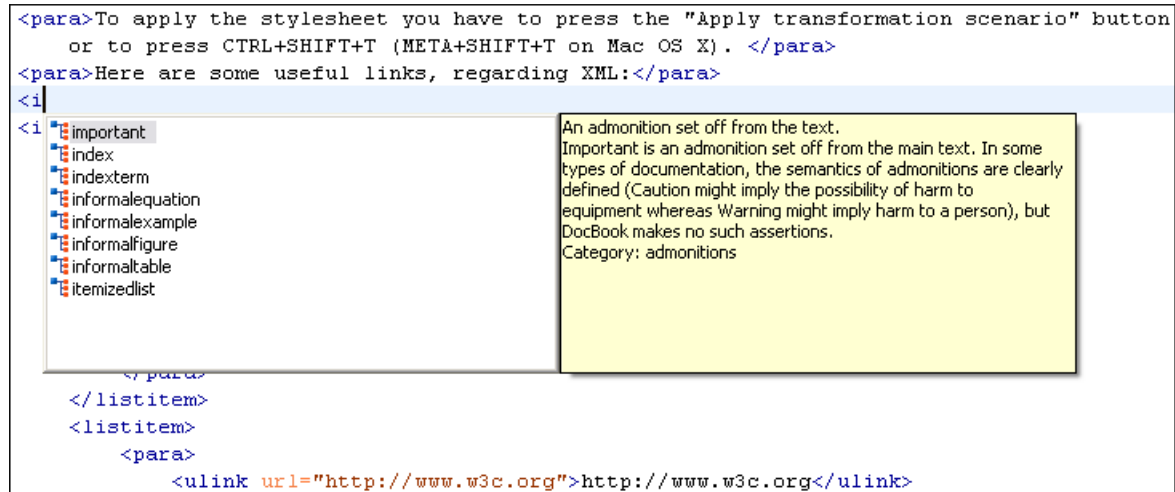 <para>To apply the stylesheet you have to press the "Apply transformation scenario" button
or to press CTRL+SHIFT+T (META+SHIFT+T on Mac OS X). </para>
<para>Here are some useful links, regarding XML:</para>
<i
<i
important
index
indexterm
informalequation
informalexample
informalfigure
informaltable
itemizedlist
An admonition set off from the text.
Important is an admonition set off from the main text. In some
types of documentation, the semantics of admonitions are clearly
defined (Caution might imply the possibility of harm to
equipment whereas Warning might imply harm to a person), but
DocBook makes no such assertions.
Category: admonitions
</para>
</listitem>
<listitem>
<para>
<ulink url="http://www.w3c.org">http://www.w3c.org</ulink>